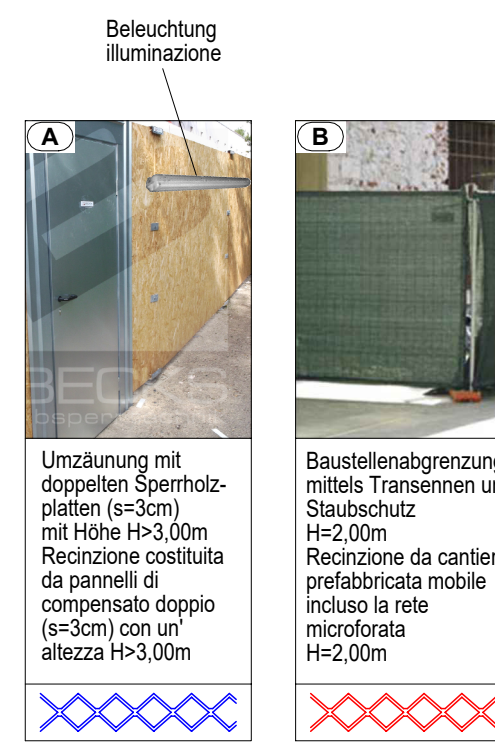 Beleuchtung
illuminazione
A
B
Umzäunung mit
doppelten Sperrholz-
platten (s=3cm)
mit Höhe H>3,00m
Recinzione costituita
da pannelli di
compensato doppio
(s=3cm) con un'
altezza H>3,00m
Baustellenabgrenzung
mittels Transennen
Staubschutz
H=2,00m
Recinzione da
prefabbricata mobile
incluso la rete
microforata
H=2,00m